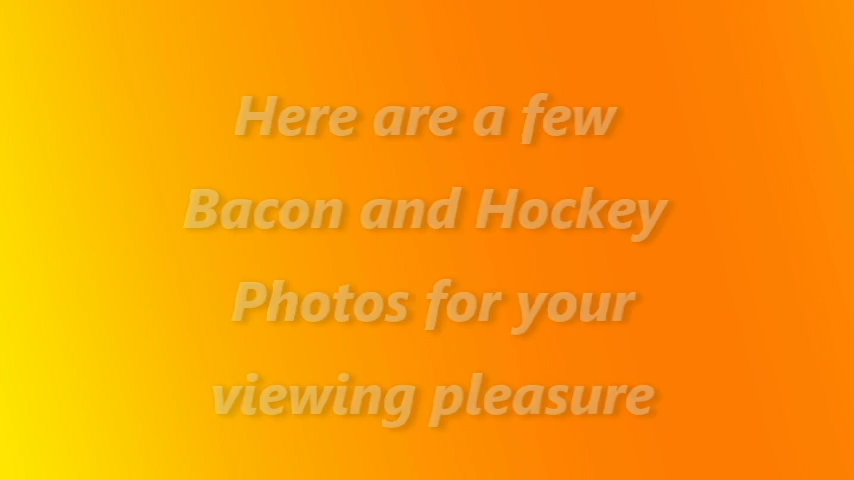 Here are a few
Bacon and Hockey
Photos for your
viewing pleasure